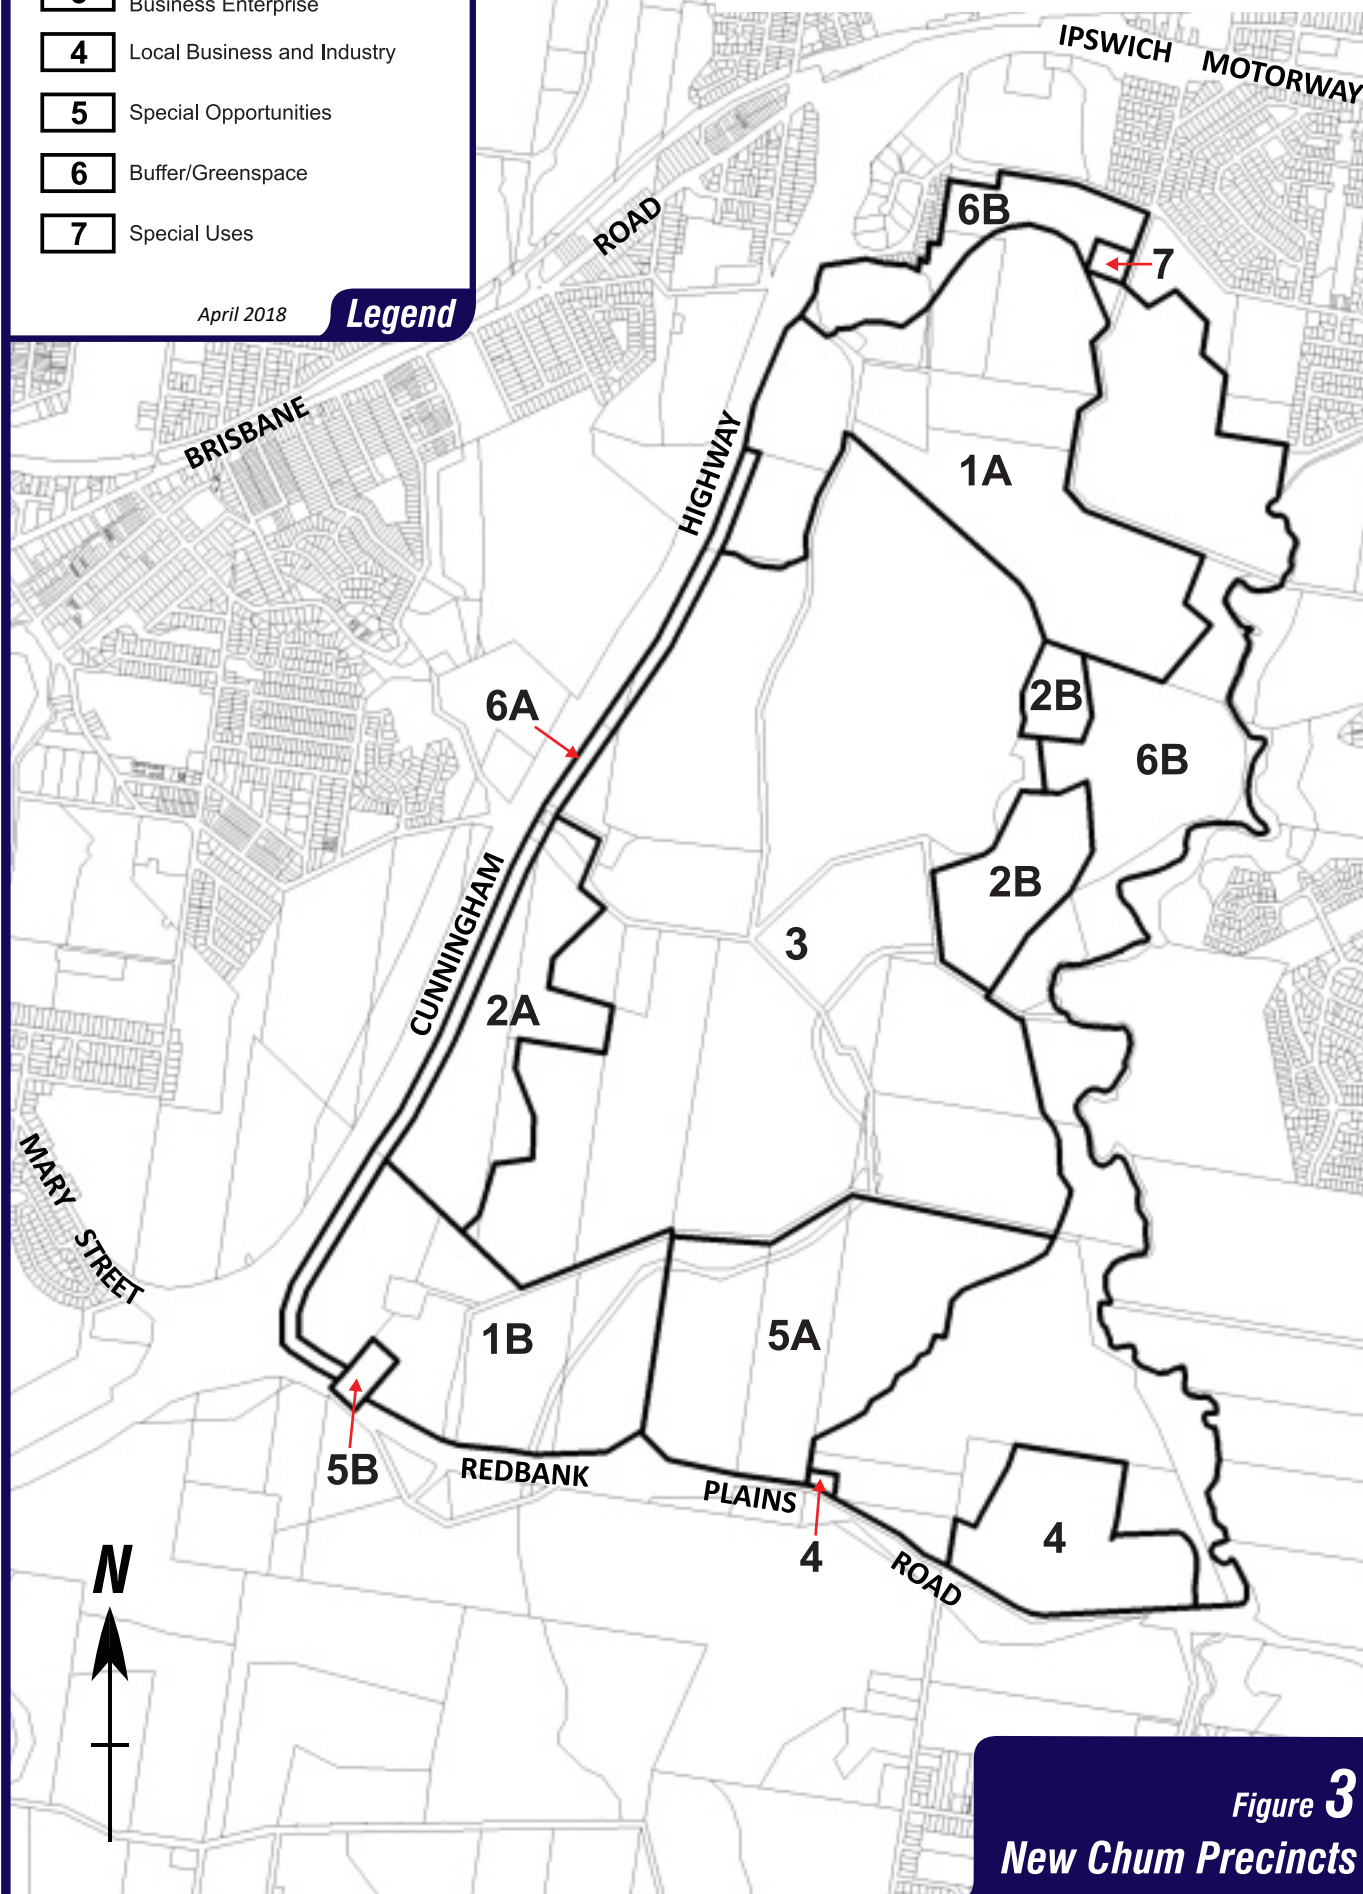 Business Enterprise
4 Local Business and Industry
5 Special Opportunities
6 Buffer/Greenspace
7 Special Uses
April 2018
Legend
IPSWICH MOTORWAY
ROAD
6B
7
BRISBANE
HIGHWAY
1A
6A
2B
6B
2B
CUNNINGHAM
3
2A
MARY STREET
1B
5A
5B
REDBANK PLAINS ROAD
4
4
N
Figure 3
New Chum Precincts